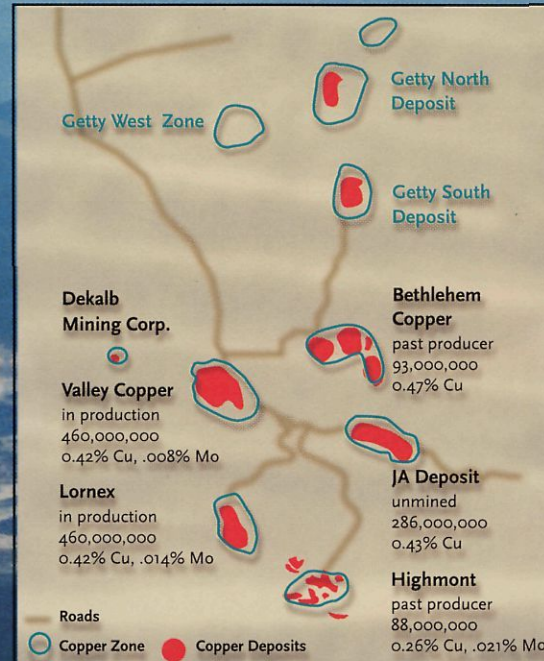 Getty North
Deposit
Getty West Zone
Getty South
Deposit
Dekalb
Mining Corp.
Bethlehem
Copper
past producer
93,000,000
0.47% Cu
Valley Copper
in production
460,000,000
0.42% Cu, .008% Mo
JA Deposit
unmined
286,000,000
0.43% Cu
Lornex
in production
460,000,000
0.42% Cu, .014% Mo
Highmont
past producer
88,000,000
0.26% Cu, .021% Mo
Roads
Copper Zone
Copper Deposits